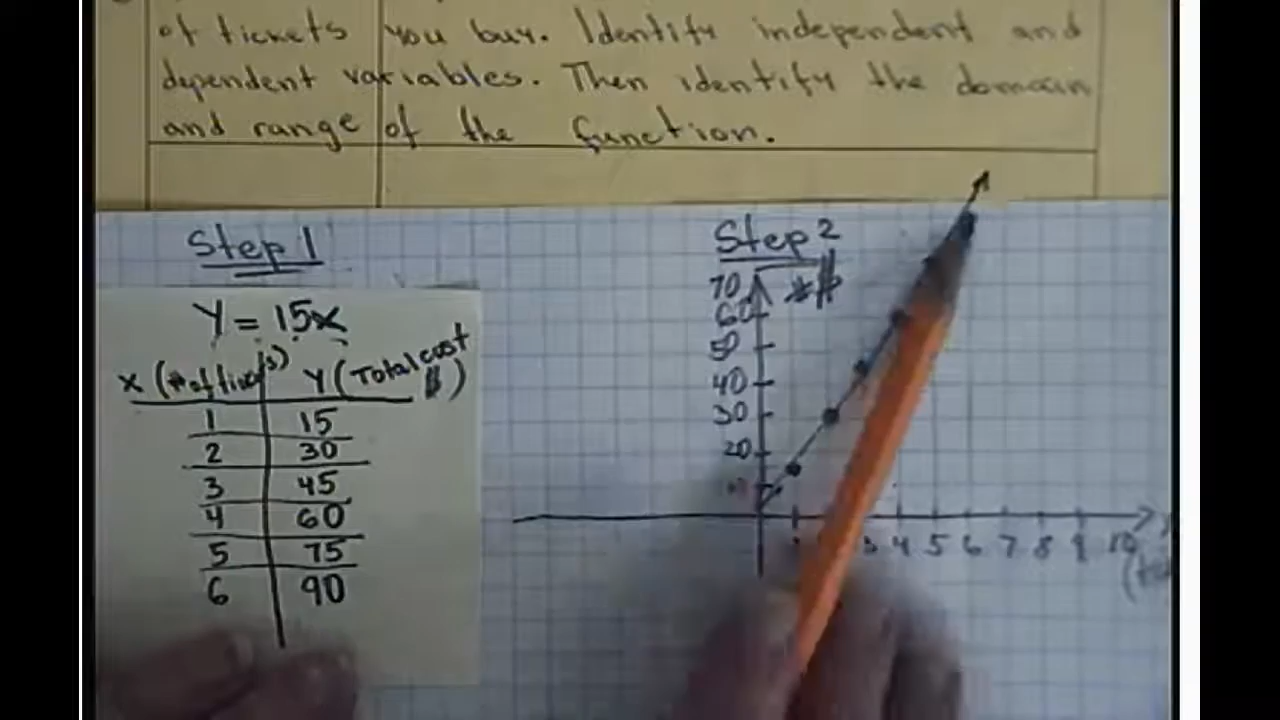 of tickets you buy. Identify independent and
dependent variables. Then identify the domain
and range of the function.
Step 1
Y = 15x
Y (Total cost $)
1 15
2 30
3 45
4 60
5 75
6 90
Step 2
70
60
50
40
30
20
10
4 5 6 7 8 9 10